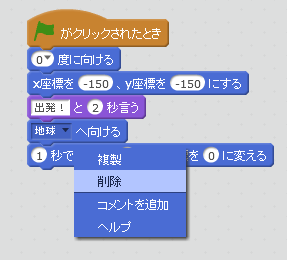 がクリックされたとき
0▼度に向ける
x座標を -150 、y座標を -150 にする
出発！ と 2 秒言う
地球▼ へ向ける
1 秒で を 0 に変える
複製
削除
コメントを追加
ヘルプ